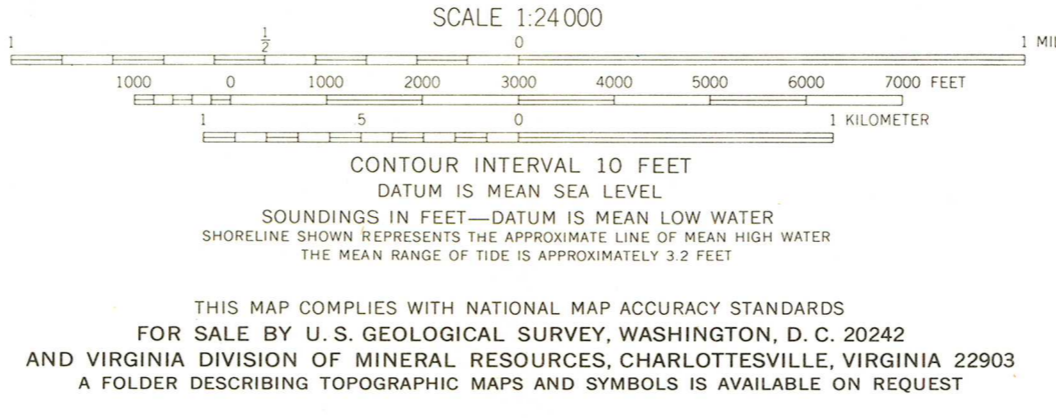 SCALE 1:24 000
1 ½ 0 1
1000 0 1000 2000 3000 4000 5000 6000 7000 FEET
1 .5 0 1 KILOMETER
CONTOUR INTERVAL 10 FEET
DATUM IS MEAN SEA LEVEL
SOUNDINGS IN FEET—DATUM IS MEAN LOW WATER
SHORELINE SHOWN REPRESENTS THE APPROXIMATE LINE OF MEAN HIGH WATER
THE MEAN RANGE OF TIDE IS APPROXIMATELY 3.2 FEET
THIS MAP COMPLIES WITH NATIONAL MAP ACCURACY STANDARDS
FOR SALE BY U. S. GEOLOGICAL SURVEY, WASHINGTON, D. C. 20242
AND VIRGINIA DIVISION OF MINERAL RESOURCES, CHARLOTTESVILLE, VIRGINIA 22903
A FOLDER DESCRIBING TOPOGRAPHIC MAPS AND SYMBOLS IS AVAILABLE ON REQUEST